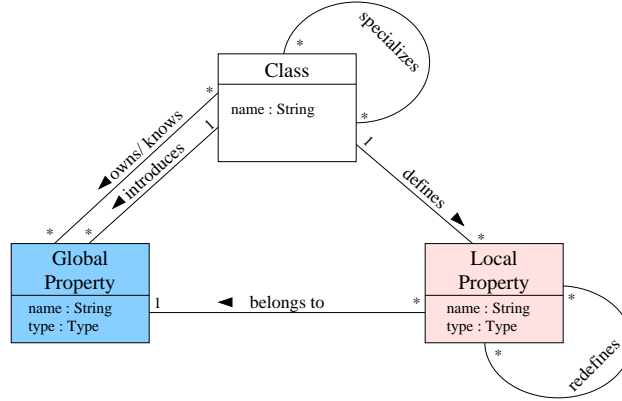 specializes
*
Class
name : String
*
*
1
1
owns/ knows
introduces
defines
*
*
*
Global
Property
name : String
type : Type
1
belongs to
*
Local
Property
name : String
type : Type
*
*
redefines